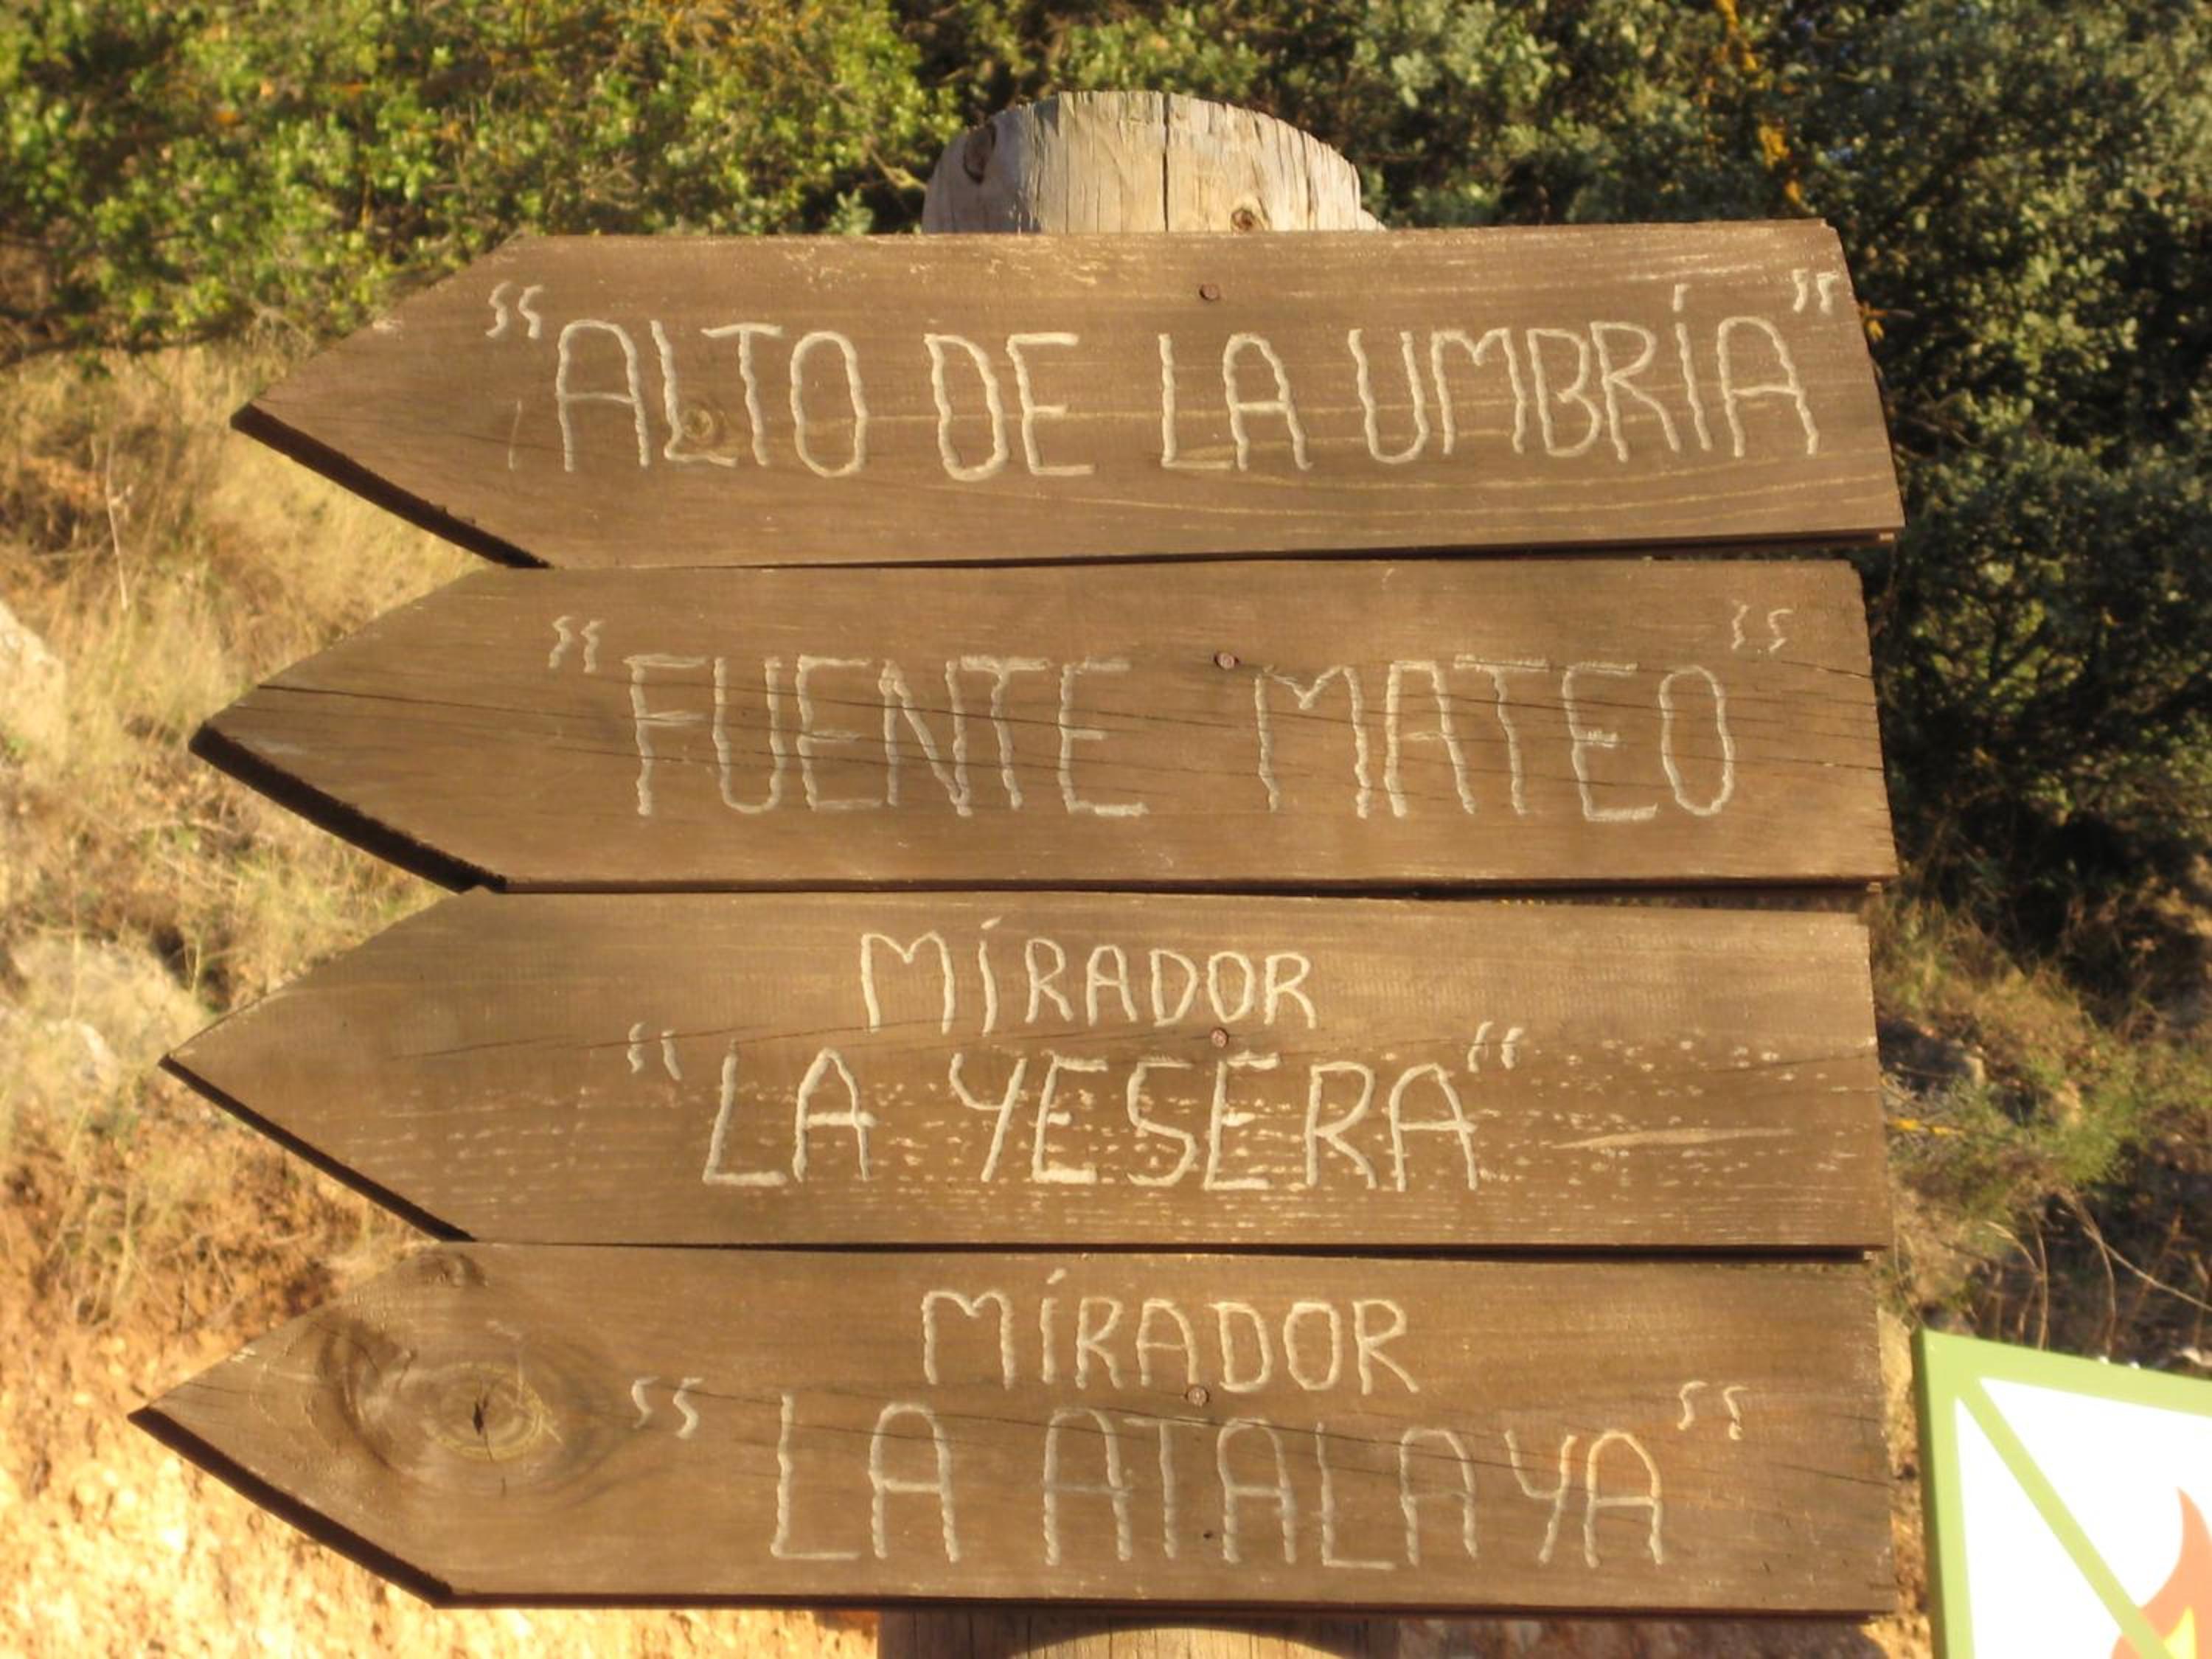 "ALTO DE LA UMBRÍA"
"FUENTE MATEO"
MÍRADOR
"LA YESERA"
MÍRADOR
"LA ATALAYA"